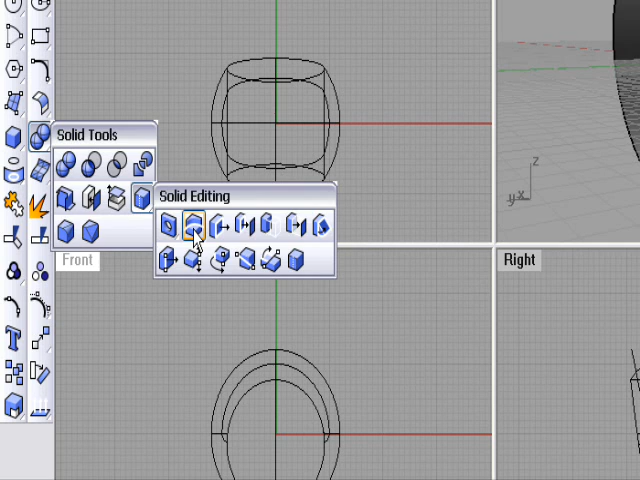 Solid Tools
Solid Editing
Front
Right
z
y x